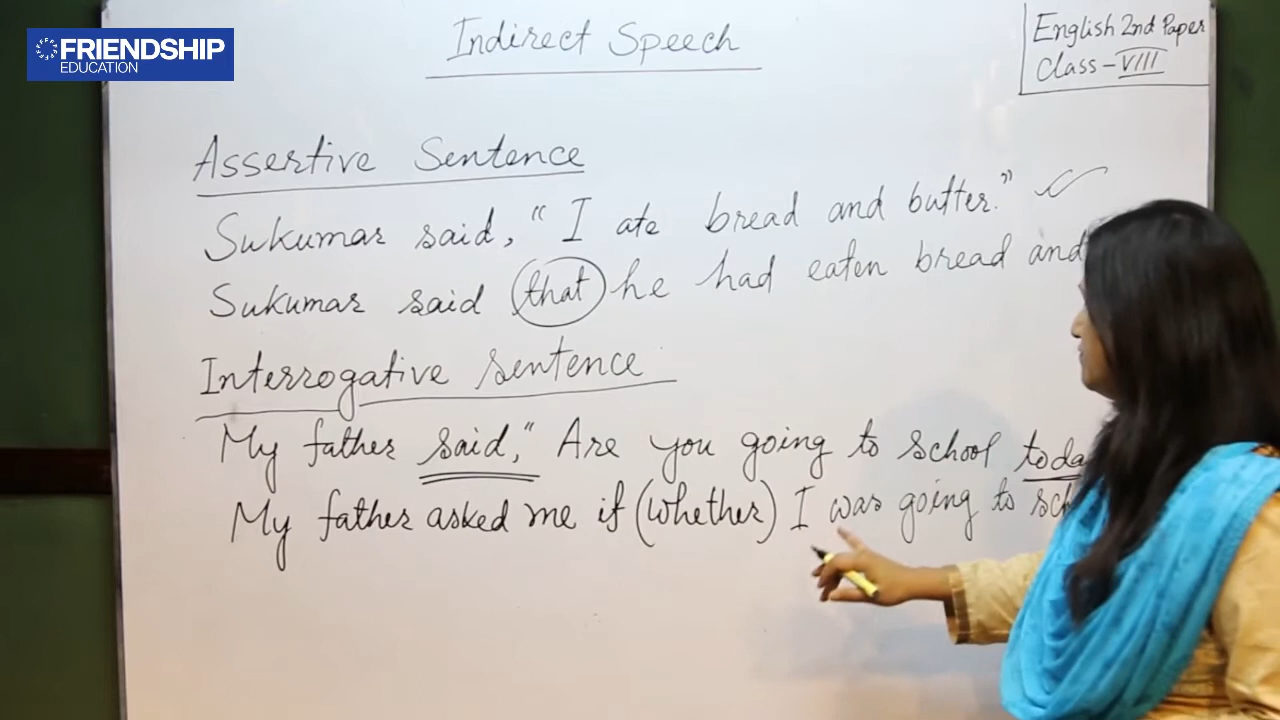 FRIENDSHIP
EDUCATION
Indirect Speech
English 2nd Paper
Class - VIII
Assertive Sentence
Sukumar said, "I ate bread and butter."
Sukumar said that he had eaten bread and
Interrogative sentence
My father said," Are you going to school
My father asked me if (whether) I was going to